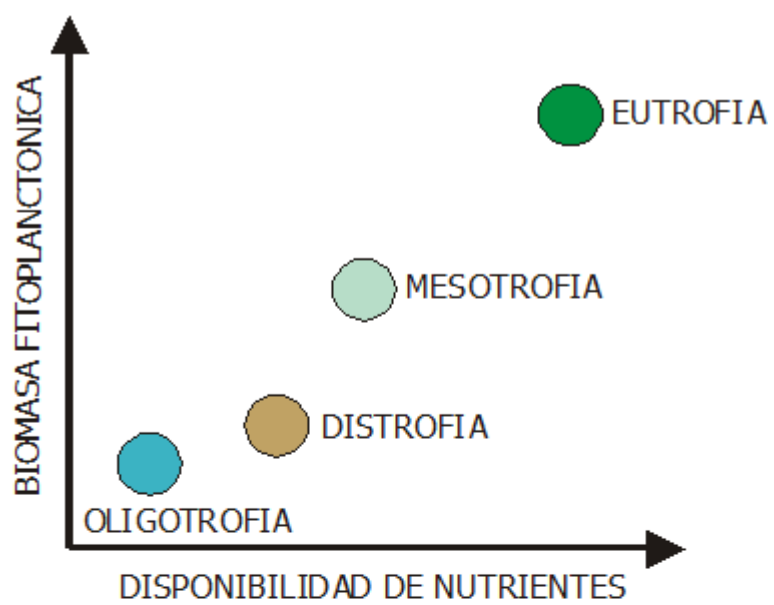 BIOMASA FITOPLANCTONICA
EUTROFIA
MESOTROFIA
DISTROFIA
OLIGOTROFIA
DISPONIBILIDAD DE NUTRIENTES